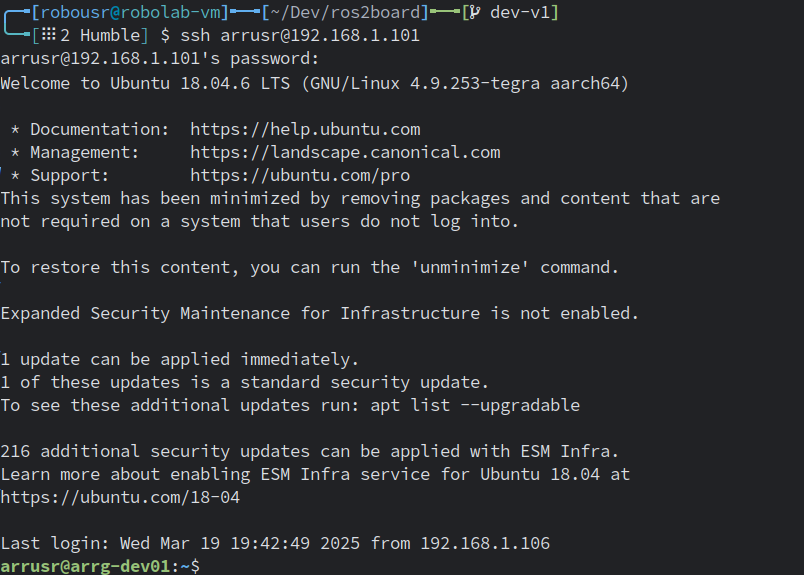 [robousr@robolab-vm]──[~/Dev/ros2board]──[ dev-v1]
[2 Humble] $ ssh arrusr@192.168.1.101
arrusr@192.168.1.101's password:
Welcome to Ubuntu 18.04.6 LTS (GNU/Linux 4.9.253-tegra aarch64)
* Documentation:  https://help.ubuntu.com
* Management:     https://landscape.canonical.com
* Support:        https://ubuntu.com/pro
This system has been minimized by removing packages and content that are
not required on a system that users do not log into.
To restore this content, you can run the 'unminimize' command.
Expanded Security Maintenance for Infrastructure is not enabled.
1 update can be applied immediately.
1 of these updates is a standard security update.
To see these additional updates run: apt list --upgradable
216 additional security updates can be applied with ESM Infra.
Learn more about enabling ESM Infra service for Ubuntu 18.04 at
https://ubuntu.com/18-04
Last login: Wed Mar 19 19:42:49 2025 from 192.168.1.106
arrusr@arrg-dev01:~$